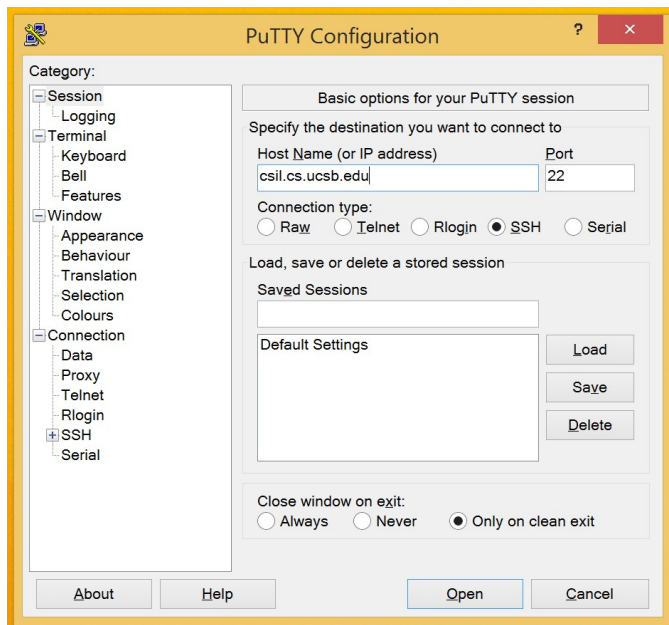 PuTTY Configuration
?
Category:
Session
Logging
Terminal
Keyboard
Bell
Features
Window
Appearance
Behaviour
Translation
Selection
Colours
Connection
Data
Proxy
Telnet
Rlogin
SSH
Serial
Basic options for your PuTTY session
Specify the destination you want to connect to
Host Name (or IP address) Port
csil.cs.ucsb.edu 22
Connection type:
Raw Telnet Rlogin SSH Serial
Load, save or delete a stored session
Saved Sessions
Default Settings
Load
Save
Delete
Close window on exit:
Always Never Only on clean exit
About Help Open Cancel